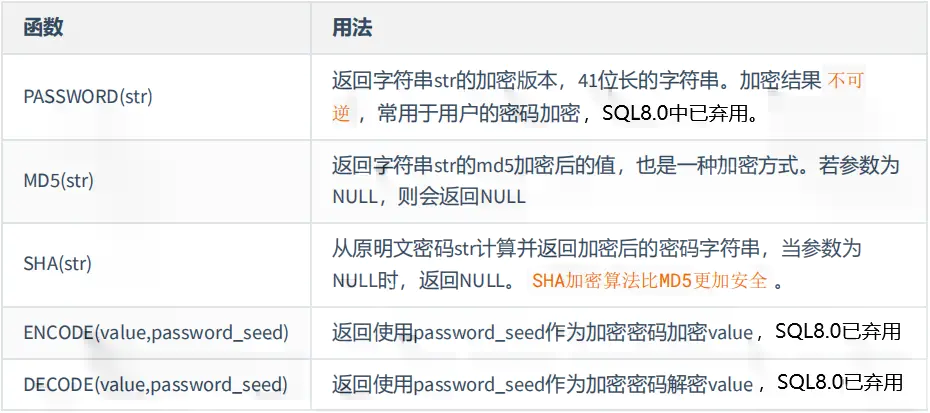 函数 用法
PASSWORD(str) 返回字符串str的加密版本，41位长的字符串。加密结果 不可
逆 ，常用于用户的密码加密，SQL8.0中已弃用。
MD5(str) 返回字符串str的md5加密后的值，也是一种加密方式。若参数为
NULL，则会返回NULL
SHA(str) 从原明文密码str计算并返回加密后的密码字符串，当参数为
NULL时，返回NULL。 SHA加密算法比MD5更加安全 。
ENCODE(value,password_seed) 返回使用password_seed作为加密密码加密value，SQL8.0已弃用
DECODE(value,password_seed) 返回使用password_seed作为加密密码解密value，SQL8.0已弃用